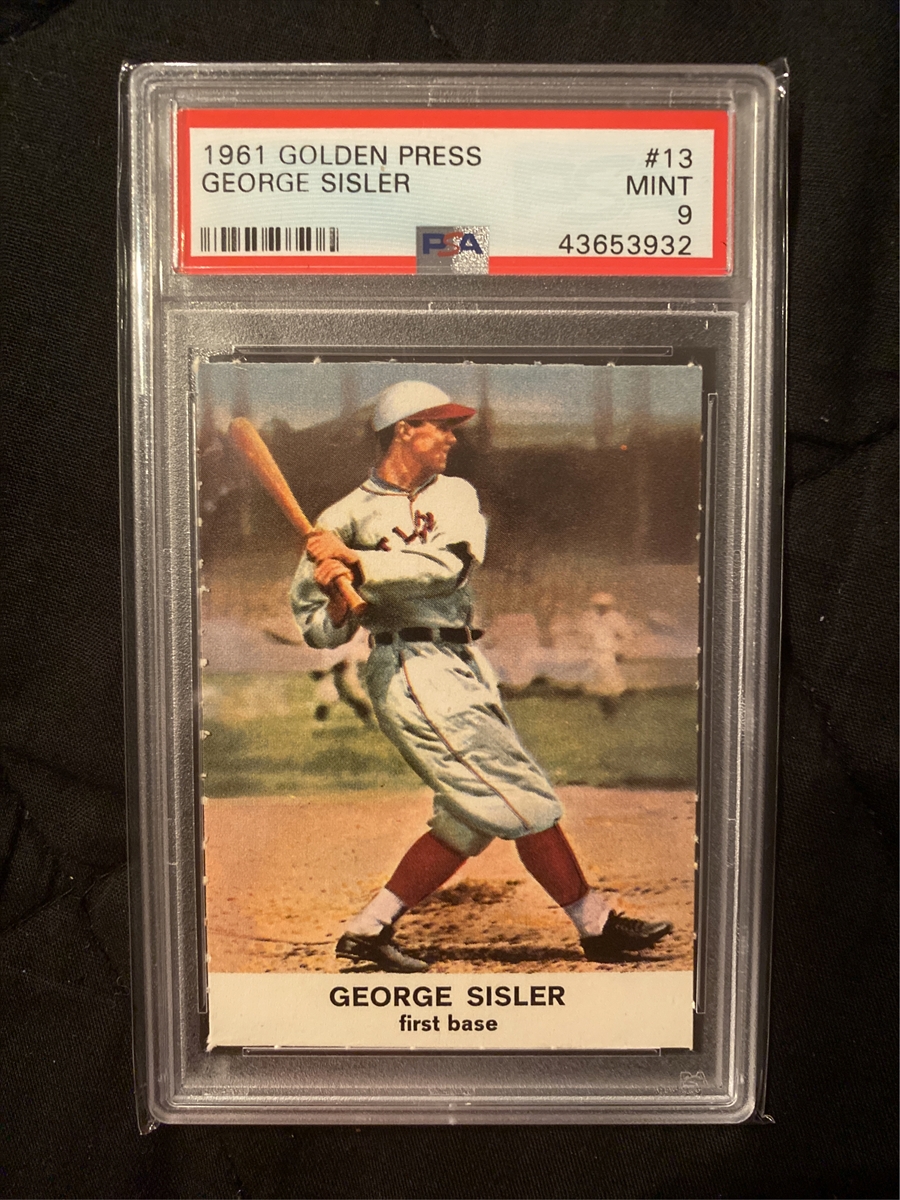 1961 GOLDEN PRESS #13
GEORGE SISLER MINT
9
PSA 43653932
GEORGE SISLER
first base